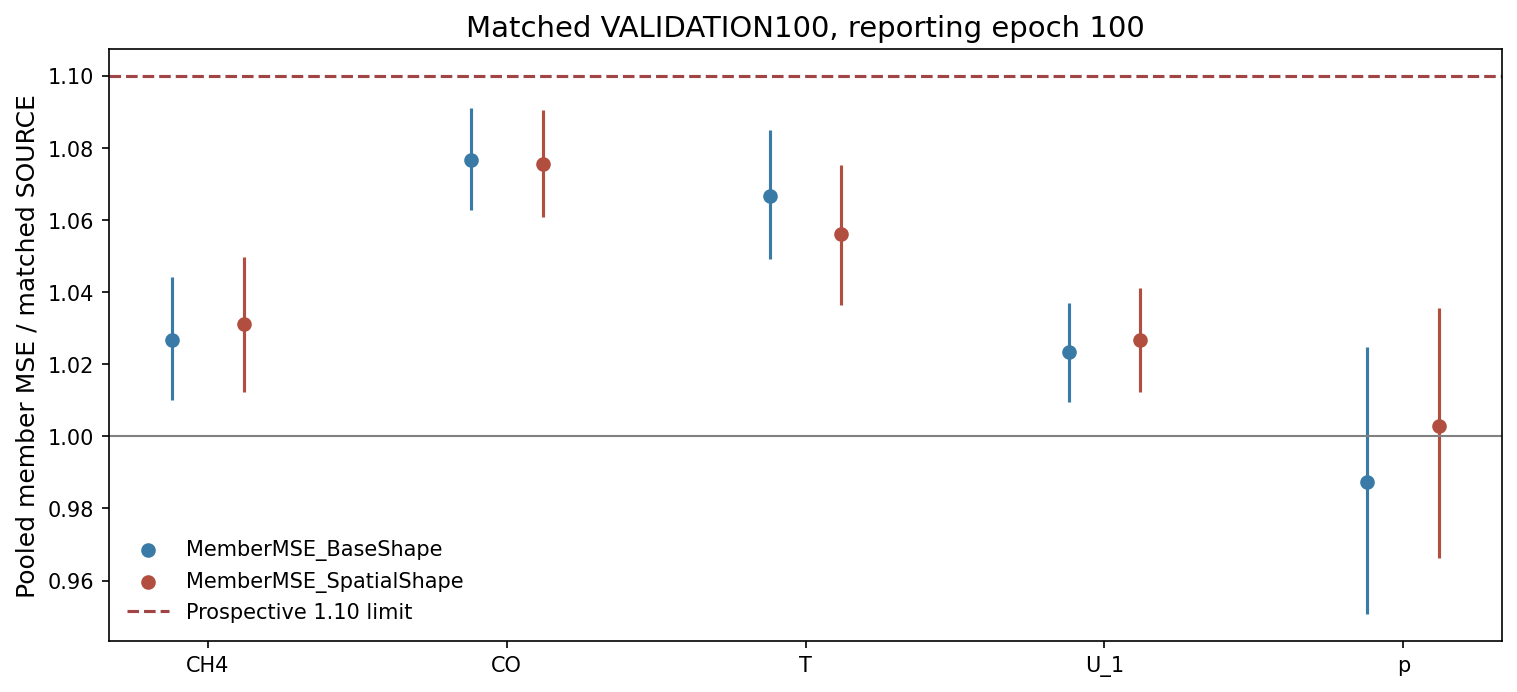 Matched VALIDATION100, reporting epoch 100
Pooled member MSE / matched SOURCE
1.10
1.08
1.06
1.04
1.02
1.00
0.98
0.96
MemberMSE_BaseShape
MemberMSE_SpatialShape
Prospective 1.10 limit
CH4 CO T U_1 p